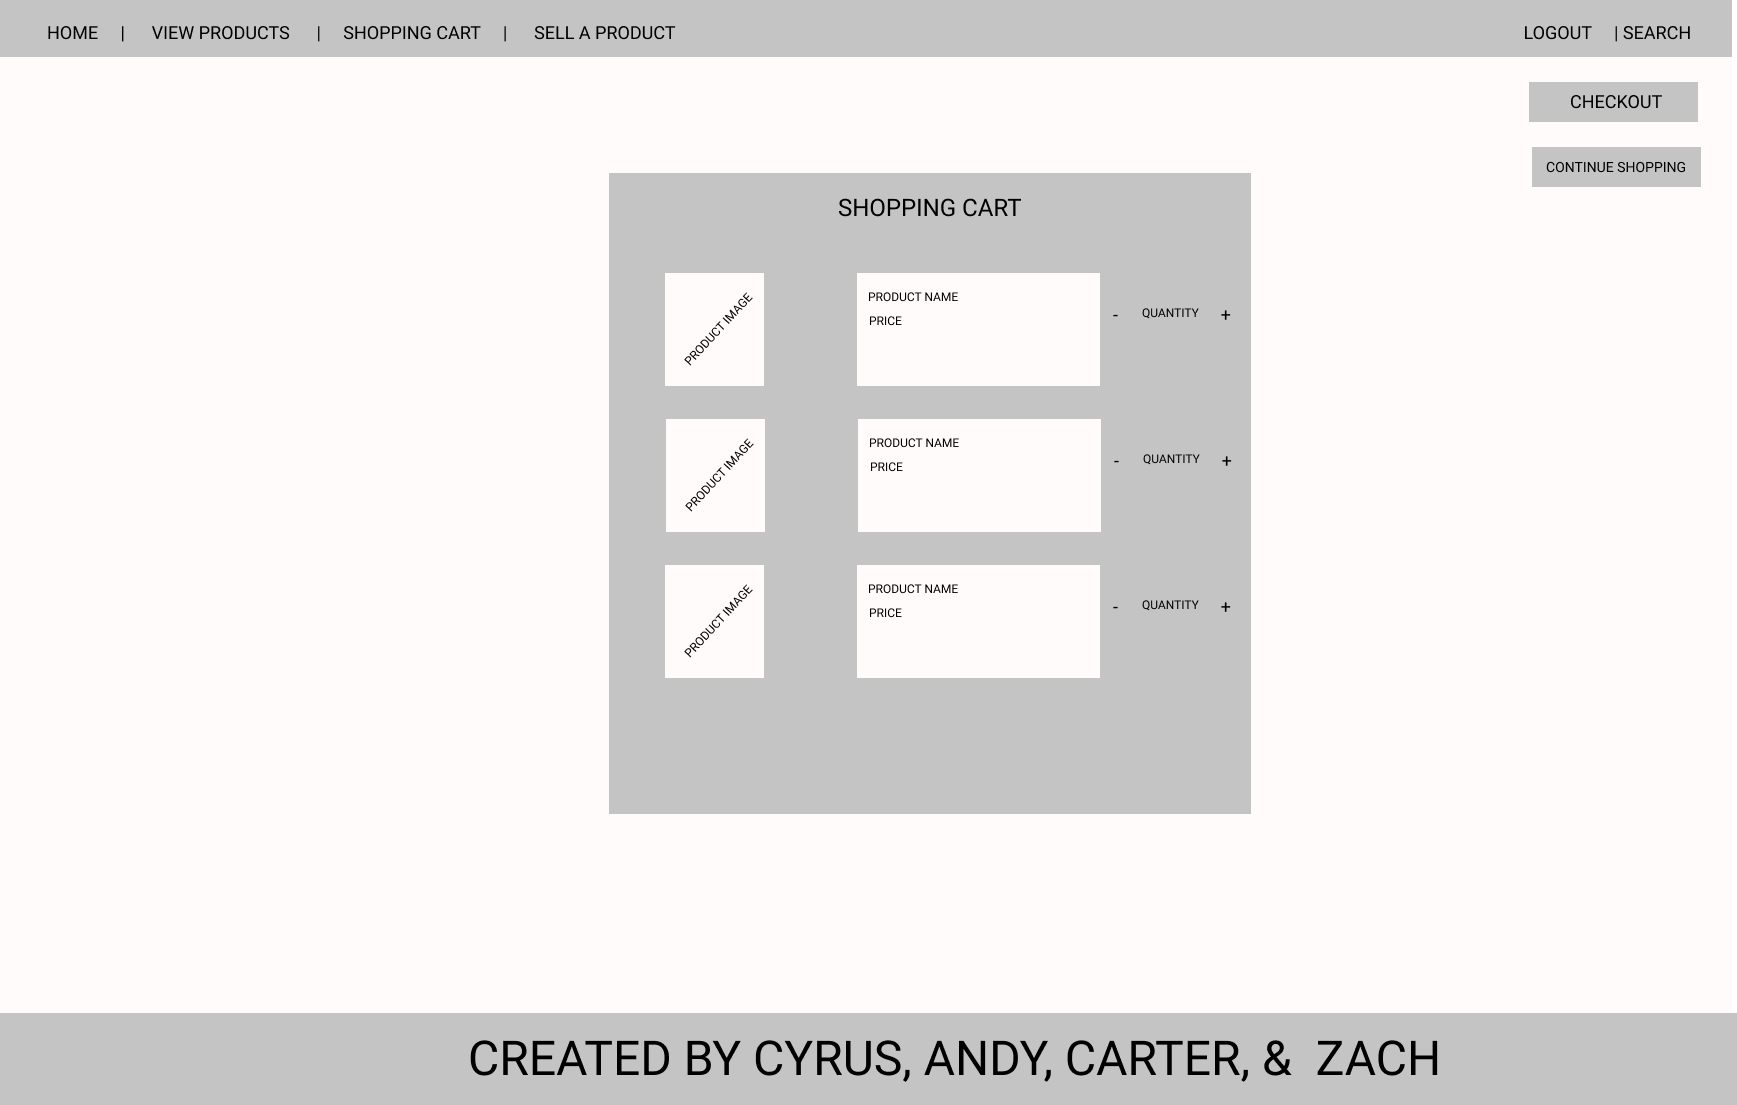 HOME | VIEW PRODUCTS | SHOPPING CART | SELL A PRODUCT LOGOUT | SEARCH
CHECKOUT
CONTINUE SHOPPING
SHOPPING CART
PRODUCT IMAGE
PRODUCT NAME
PRICE
- QUANTITY +
PRODUCT IMAGE
PRODUCT NAME
PRICE
- QUANTITY +
PRODUCT IMAGE
PRODUCT NAME
PRICE
- QUANTITY +
CREATED BY CYRUS, ANDY, CARTER, & ZACH